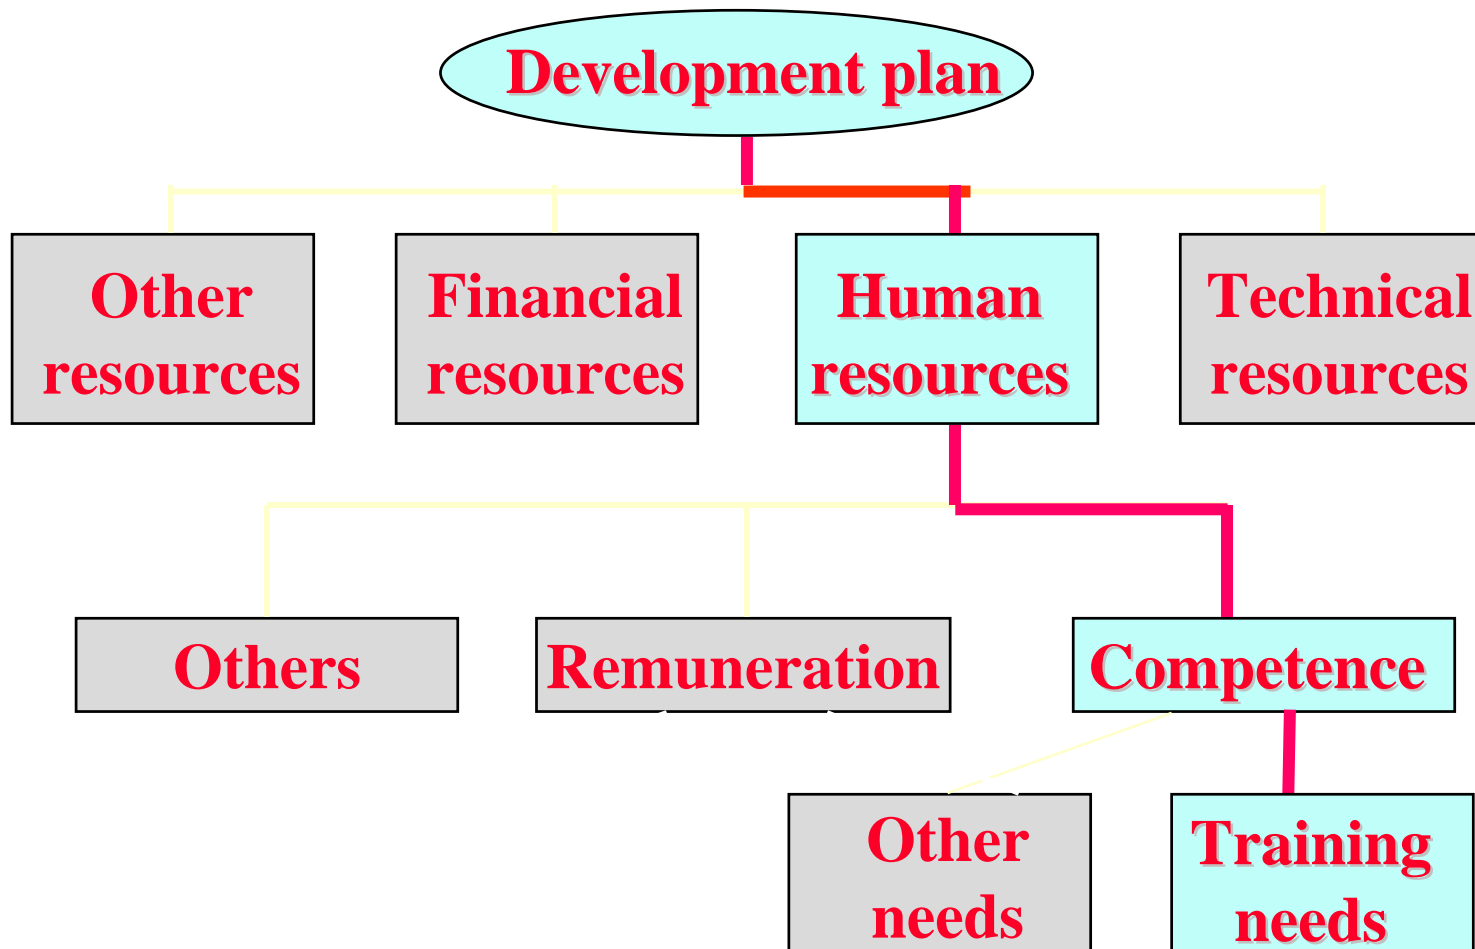 Development plan
Other
resources
Financial
resources
Human
resources
Technical
resources
Others
Remuneration
Competence
Other
needs
Training
needs